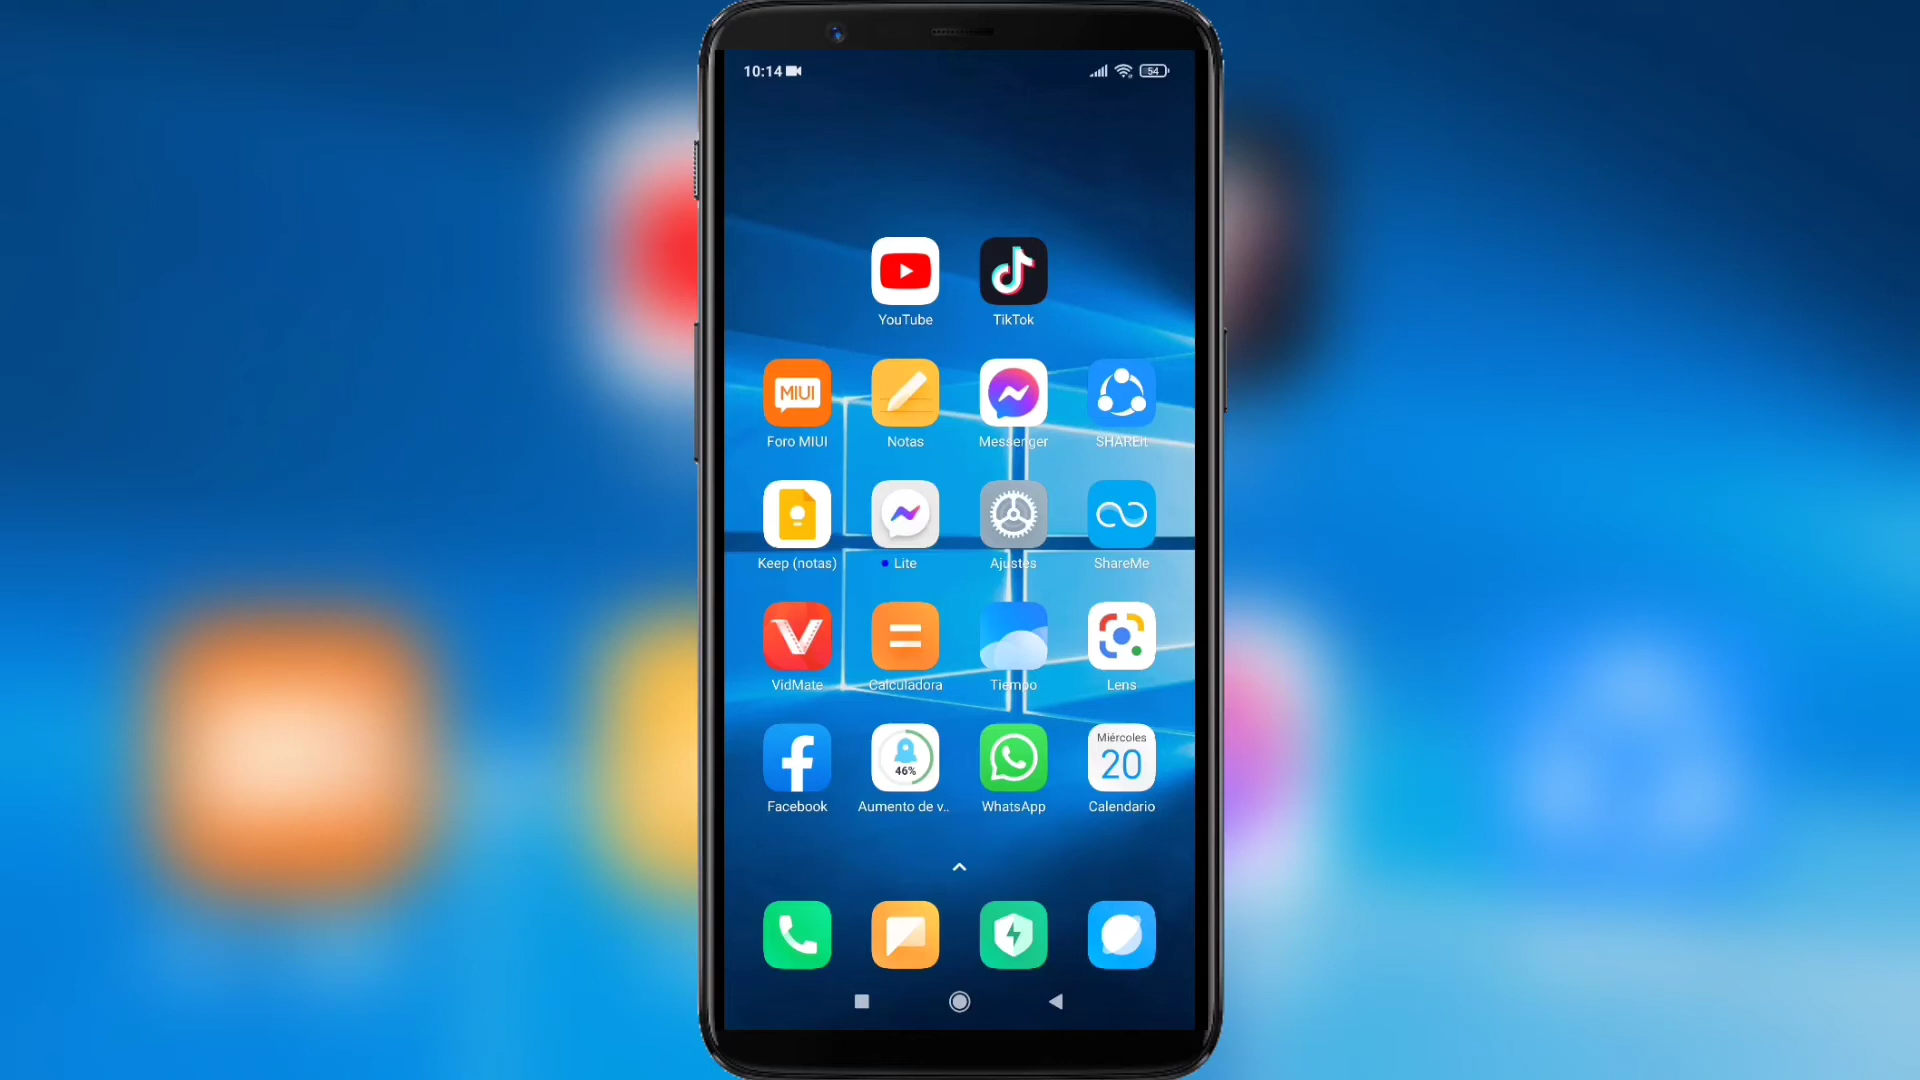 10:14
54
YouTube TikTok
MIUI
Foro MIUI Notas Messenger SHAREit
Keep (notas) Lite Ajustes ShareMe
VidMate Calculadora Tiempo Lens
46%
Miércoles
20
Facebook Aumento de v.. WhatsApp Calendario